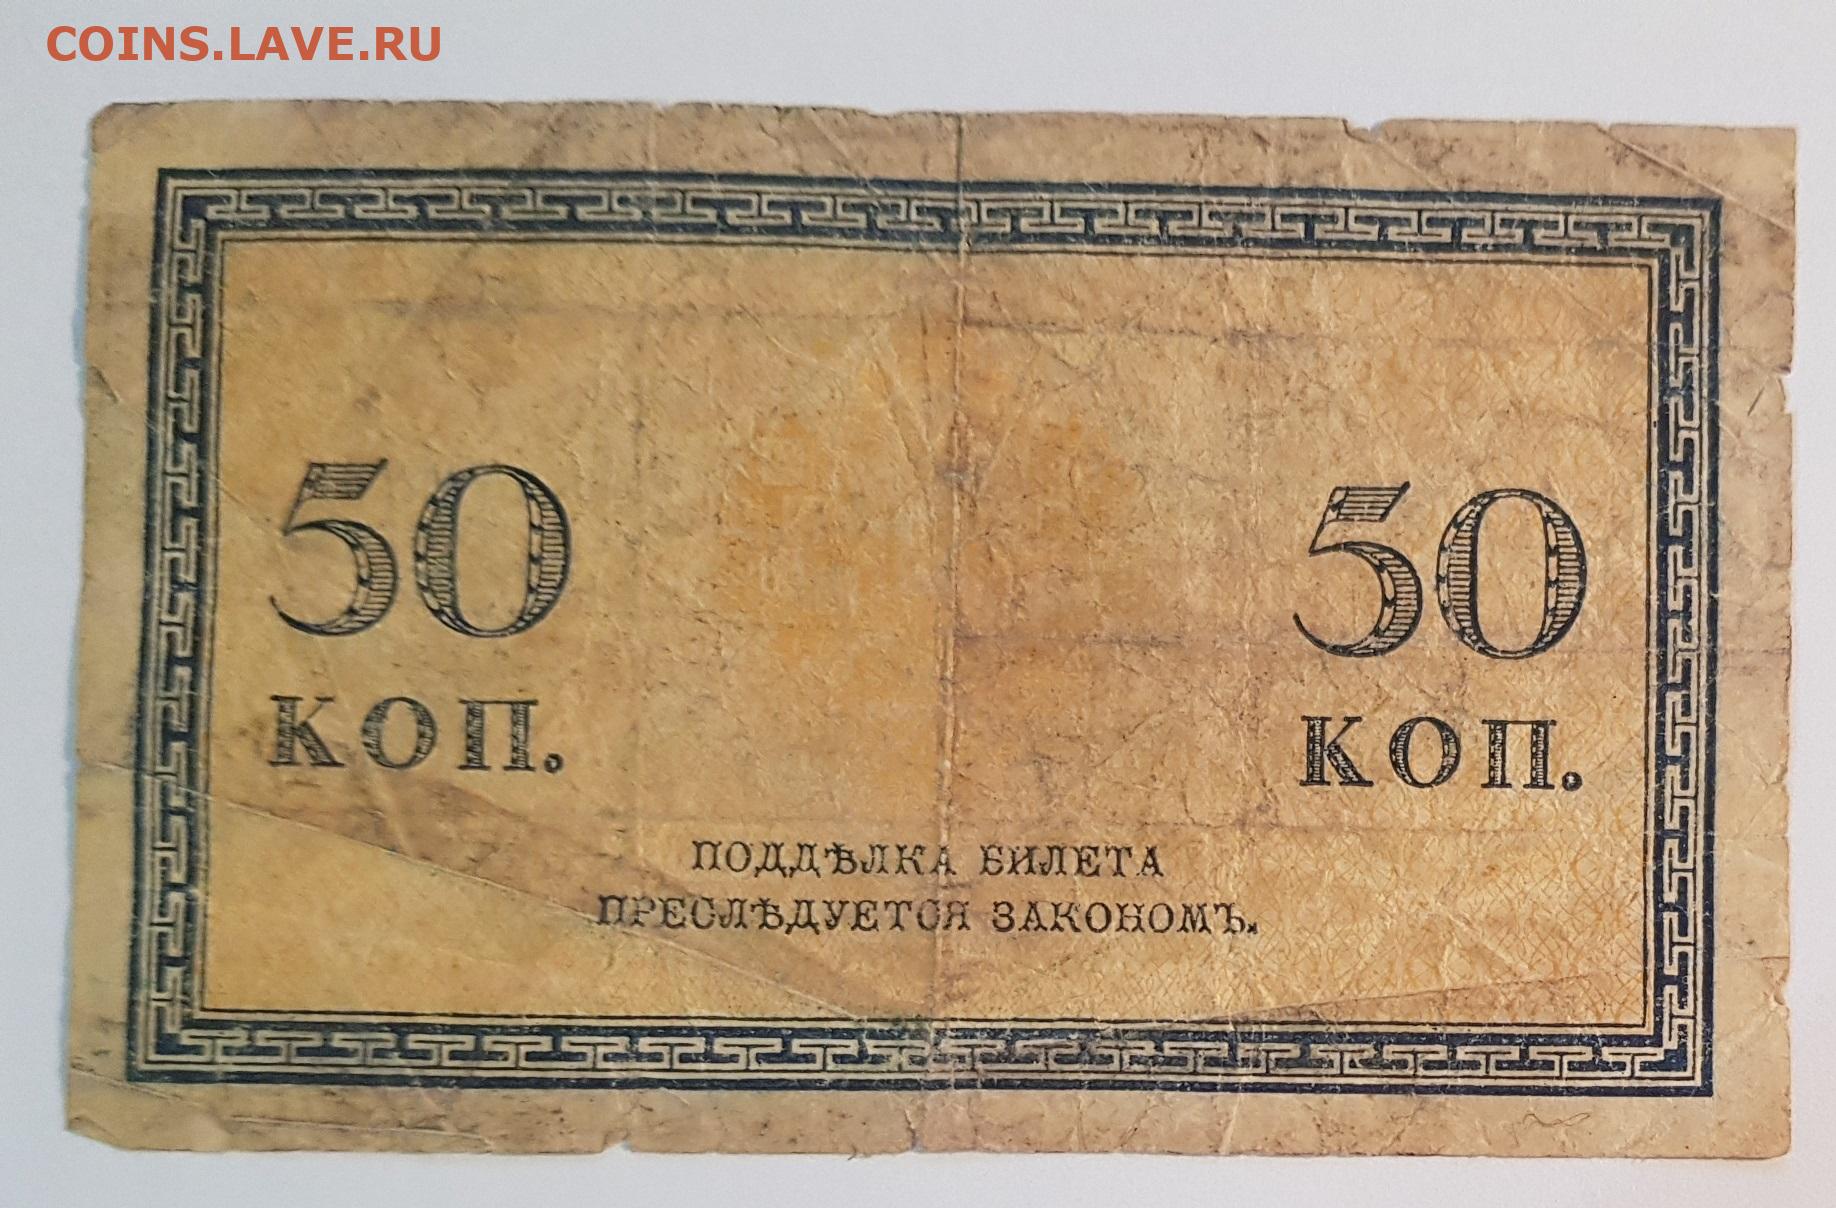 COINS.LAVE.RU
50 50
КОП. КОП.
ПОДДѢЛКА БИЛЕТА
ПРЕСЛѢДУЕТСЯ ЗАКОНОМЪ.